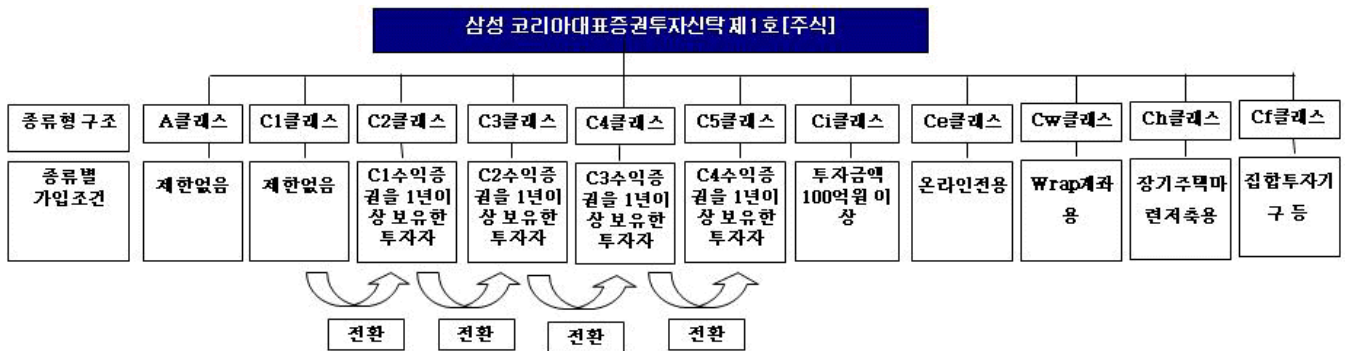 삼성 코리아대표증권투자신탁 제1호[주식]
종류형 구조
A클래스
C1클래스
C2클래스
C3클래스
C4클래스
C5클래스
Ci클래스
Ce클래스
Cw클래스
Ch클래스
Cf클래스
종류별
가입조건
제한없음
제한없음
C1수익증
권을 1년이
상 보유한
투자자
C2수익증
권을 1년이
상 보유한
투자자
C3수익증
권을 1년이
상 보유한
투자자
C4수익증
권을 1년이
상 보유한
투자자
투자금액
100억원 이
상
온라인전용
Wrap계좌
용
장기주택마
련저축용
집합투자기
구 등
전환
전환
전환
전환